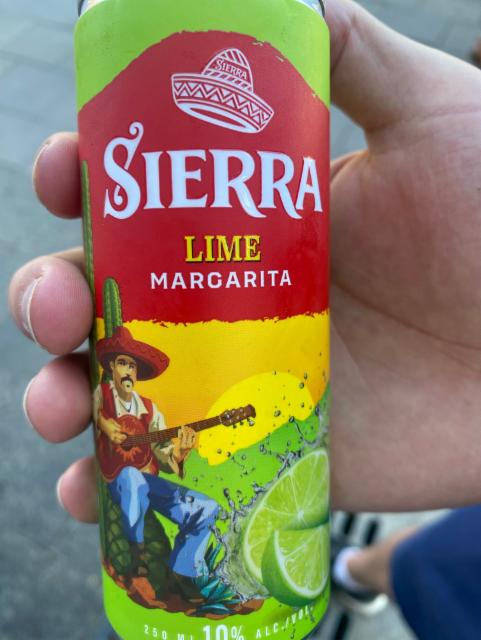 SIERRA
SIERRA
LIME
MARGARITA
250 ML 10% ALC./VOL.